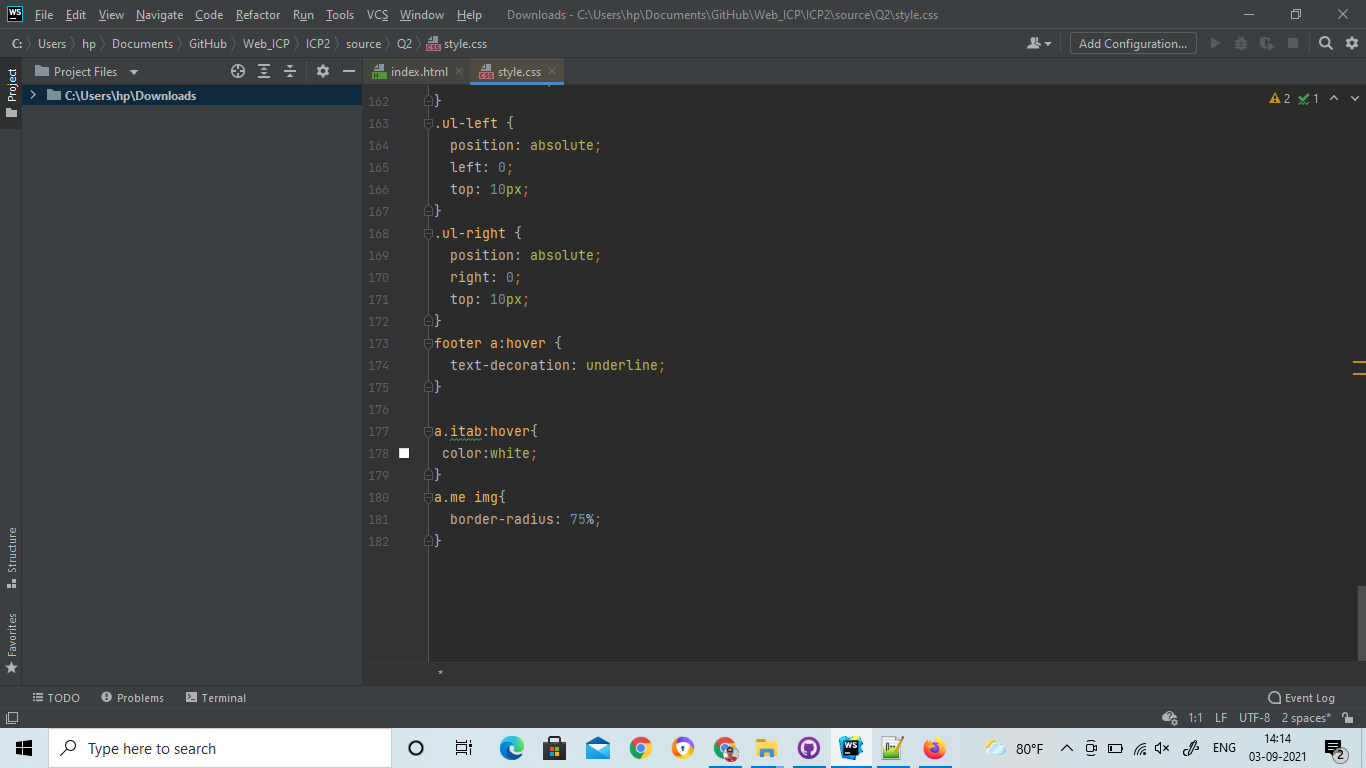 WS File Edit View Navigate Code Refactor Run Tools VCS Window Help Downloads - C:\Users\hp\Documents\GitHub\Web_ICP\ICP2\source\Q2\style.css
C: Users hp Documents GitHub Web_ICP ICP2 source Q2 style.css Add Configuration...
Project
Project Files
index.html style.css
C:\Users\hp\Downloads
2 1
162 }
163 .ul-left {
164 position: absolute;
165 left: 0;
166 top: 10px;
167 }
168 .ul-right {
169 position: absolute;
170 right: 0;
171 top: 10px;
172 }
173 footer a:hover {
174 text-decoration: underline;
175 }
176
177 a.itab:hover{
178 color:white;
179 }
180 a.me img{
181 border-radius: 75%;
182 }
Structure
Favorites
*
TODO Problems Terminal Event Log
1:1 LF UTF-8 2 spaces*
Type here to search
WS
80°F ENG
14:14
03-09-2021
2